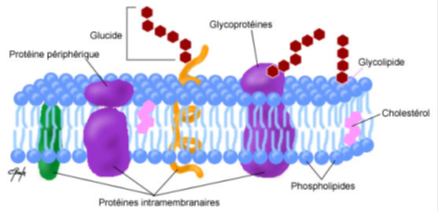 Glucide
Glycoprotéines
Protéine périphérique
Glycolipide
Cholestérol
Phospholipides
Protéines intramembranaires